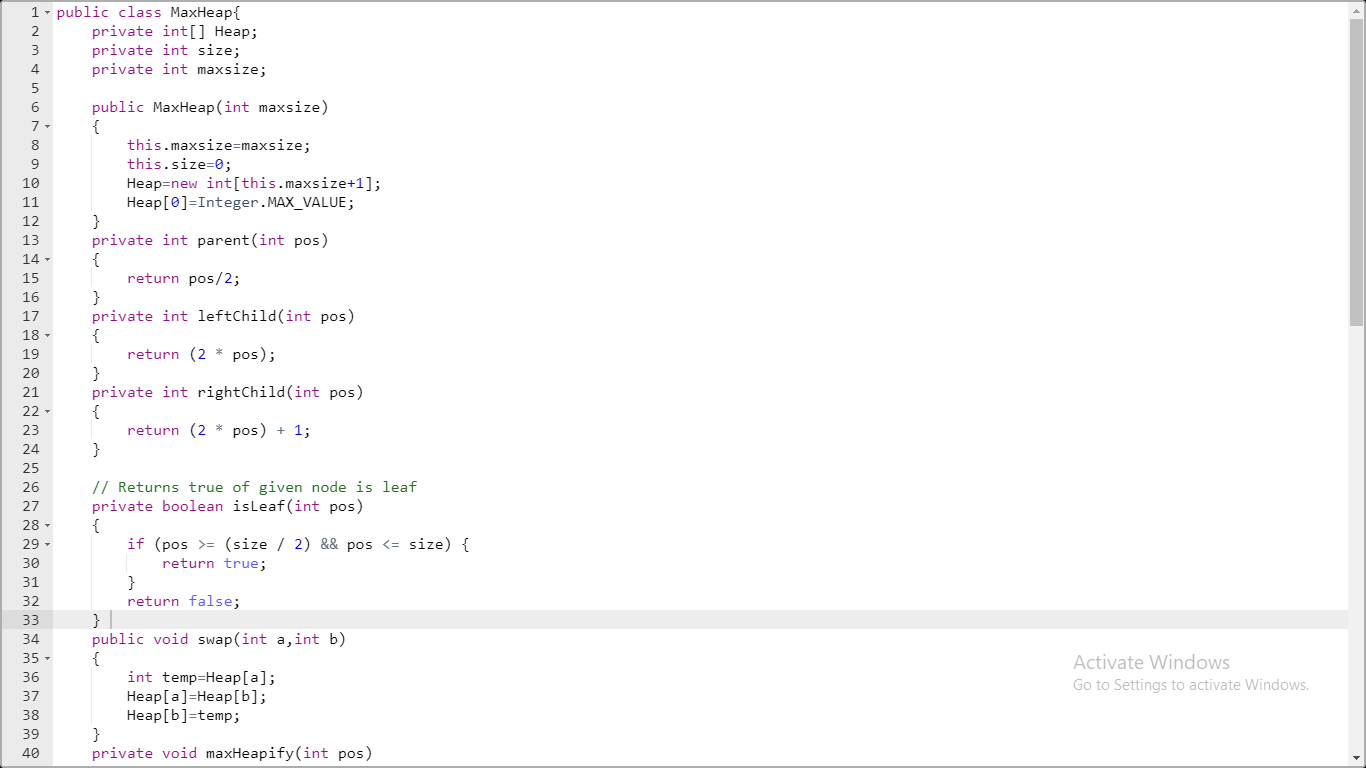 1 public class MaxHeap{
2 private int[] Heap;
3 private int size;
4 private int maxsize;
5
6 public MaxHeap(int maxsize)
7 {
8 this.maxsize=maxsize;
9 this.size=0;
10 Heap=new int[this.maxsize+1];
11 Heap[0]=Integer.MAX_VALUE;
12 }
13 private int parent(int pos)
14 {
15 return pos/2;
16 }
17 private int leftChild(int pos)
18 {
19 return (2 * pos);
20 }
21 private int rightChild(int pos)
22 {
23 return (2 * pos) + 1;
24 }
25
26 // Returns true of given node is leaf
27 private boolean isLeaf(int pos)
28 {
29 if (pos >= (size / 2) && pos <= size) {
30 return true;
31 }
32 return false;
33 }
34 public void swap(int a,int b)
35 {
36 int temp=Heap[a];
37 Heap[a]=Heap[b];
38 Heap[b]=temp;
39 }
40 private void maxHeapify(int pos)
Activate Windows
Go to Settings to activate Windows.